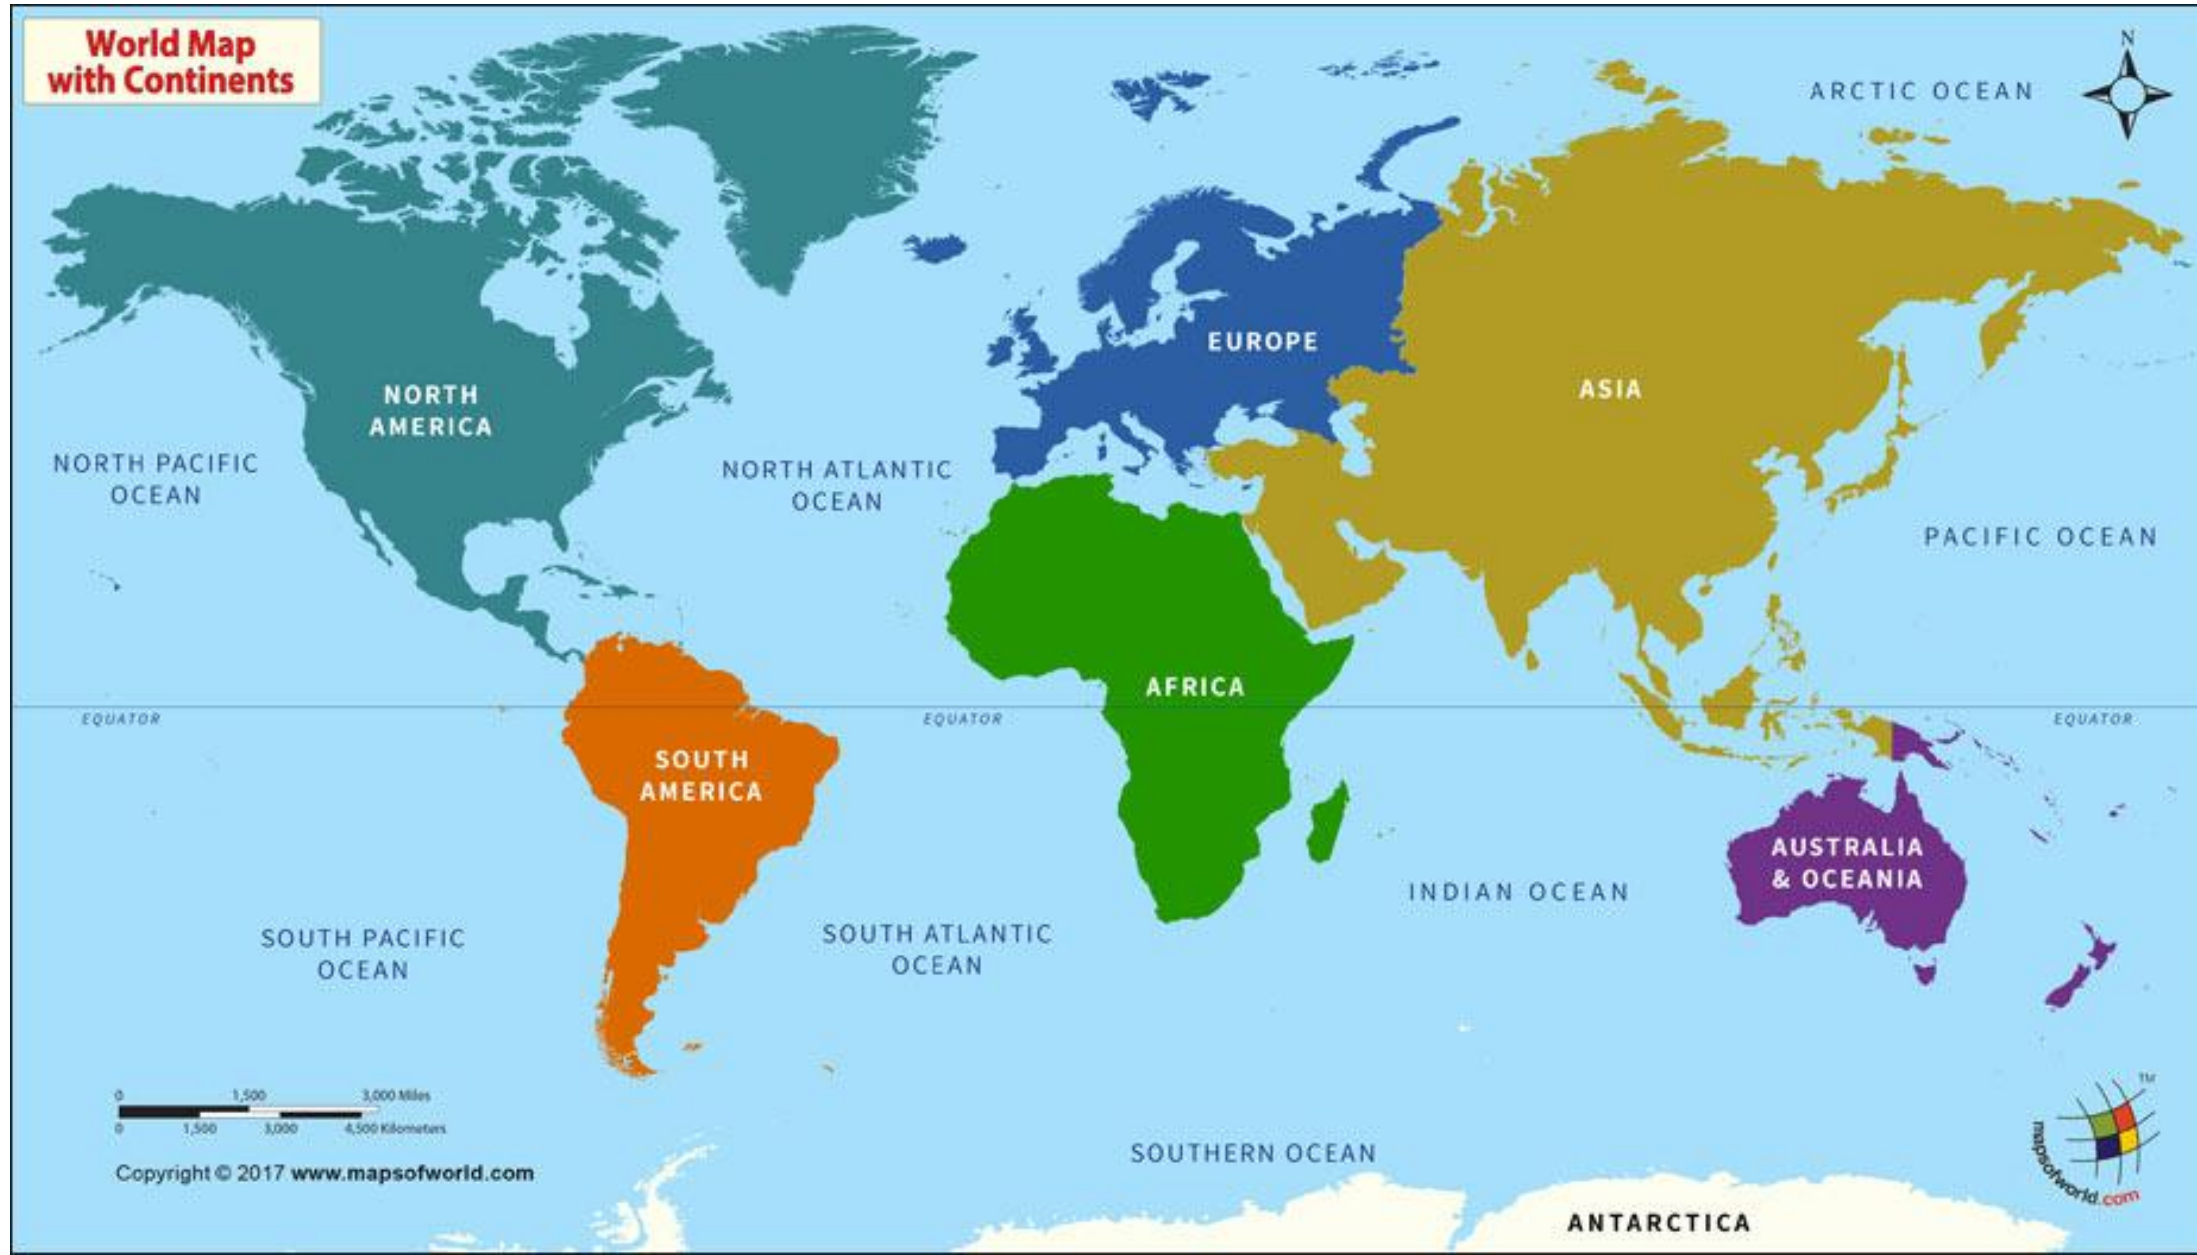 World Map
with Continents
N
ARCTIC OCEAN
EUROPE
ASIA
NORTH
AMERICA
NORTH PACIFIC
OCEAN
NORTH ATLANTIC
OCEAN
PACIFIC OCEAN
AFRICA
EQUATOR
EQUATOR
EQUATOR
SOUTH
AMERICA
AUSTRALIA
& OCEANIA
INDIAN OCEAN
SOUTH PACIFIC
OCEAN
SOUTH ATLANTIC
OCEAN
0 1,500 3,000 Miles
0 1,500 3,000 4,500 Kilometers
Copyright © 2017 www.mapsofworld.com
SOUTHERN OCEAN
ANTARCTICA
TM
mapsofworld.com